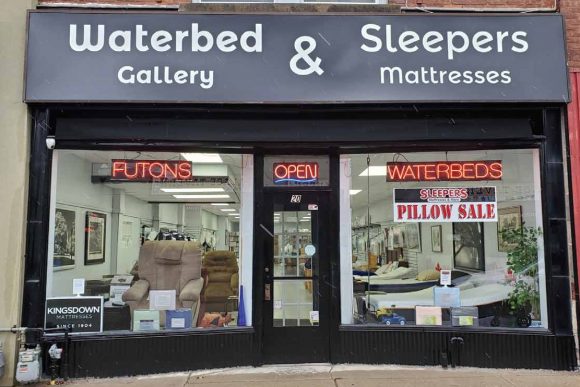 Waterbed & Sleepers
Gallery Mattresses
FUTONS
OPEN
WATERBEDS
20
SLEEPERS
PILLOW SALE
KINGSDOWN
MATTRESSES
SINCE 1904